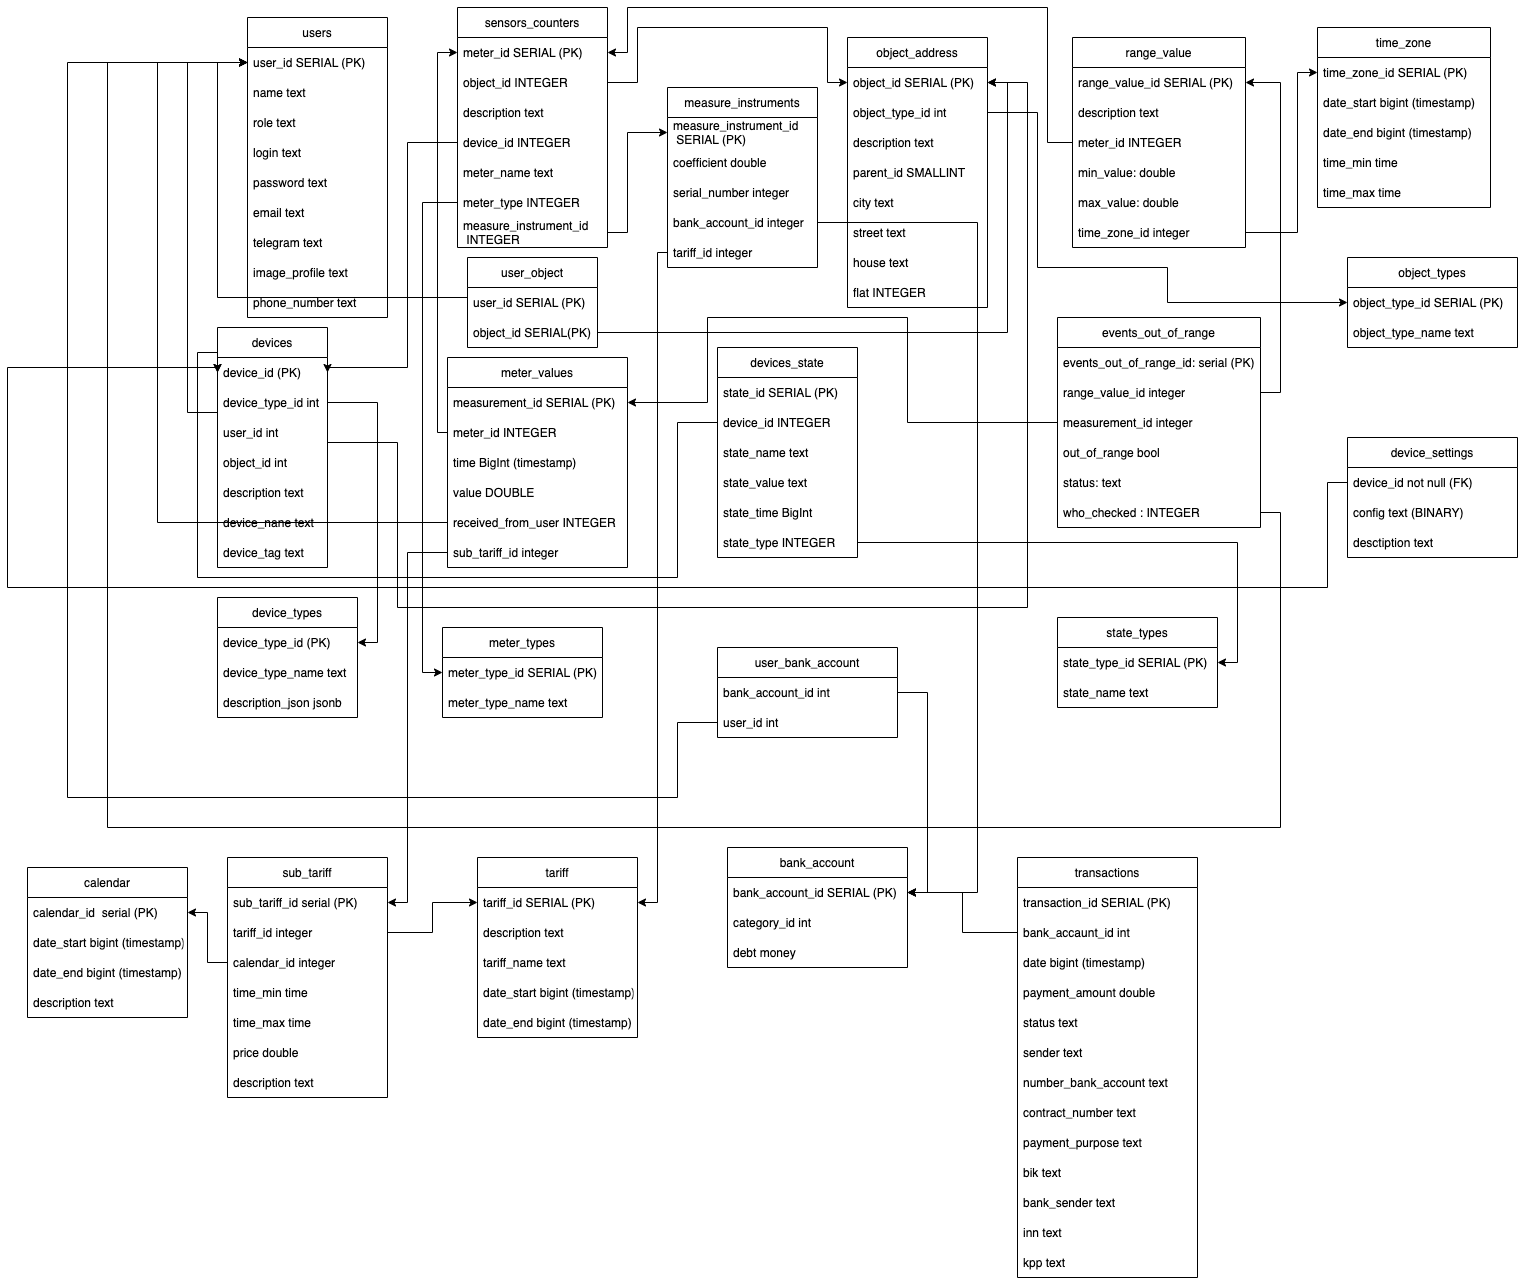 users
user_id SERIAL (PK)
name text
role text
login text
password text
email text
telegram text
image_profile text
phone_number text
sensors_counters
meter_id SERIAL (PK)
object_id INTEGER
description text
device_id INTEGER
meter_name text
meter_type INTEGER
measure_instrument_id
INTEGER
measure_instruments
measure_instrument_id
SERIAL (PK)
coefficient double
serial_number integer
bank_account_id integer
tariff_id integer
object_address
object_id SERIAL (PK)
object_type_id int
description text
parent_id SMALLINT
city text
street text
house text
flat INTEGER
range_value
range_value_id SERIAL (PK)
description text
meter_id INTEGER
min_value: double
max_value: double
time_zone_id integer
time_zone
time_zone_id SERIAL (PK)
date_start bigint (timestamp)
date_end bigint (timestamp)
time_min time
time_max time
user_object
user_id SERIAL (PK)
object_id SERIAL(PK)
object_types
object_type_id SERIAL (PK)
object_type_name text
devices
device_id (PK)
device_type_id int
user_id int
object_id int
description text
device_nane text
device_tag text
meter_values
measurement_id SERIAL (PK)
meter_id INTEGER
time BigInt (timestamp)
value DOUBLE
received_from_user INTEGER
sub_tariff_id integer
devices_state
state_id SERIAL (PK)
device_id INTEGER
state_name text
state_value text
state_time BigInt
state_type INTEGER
events_out_of_range
events_out_of_range_id: serial (PK)
range_value_id integer
measurement_id integer
out_of_range bool
status: text
who_checked : INTEGER
device_settings
device_id not null (FK)
config text (BINARY)
desctiption text
device_types
device_type_id (PK)
device_type_name text
description_json jsonb
meter_types
meter_type_id SERIAL (PK)
meter_type_name text
user_bank_account
bank_account_id int
user_id int
state_types
state_type_id SERIAL (PK)
state_name text
calendar
calendar_id  serial (PK)
date_start bigint (timestamp)
date_end bigint (timestamp)
description text
sub_tariff
sub_tariff_id serial (PK)
tariff_id integer
calendar_id integer
time_min time
time_max time
price double
description text
tariff
tariff_id SERIAL (PK)
description text
tariff_name text
date_start bigint (timestamp)
date_end bigint (timestamp)
bank_account
bank_account_id SERIAL (PK)
category_id int
debt money
transactions
transaction_id SERIAL (PK)
bank_accaunt_id int
date bigint (timestamp)
payment_amount double
status text
sender text
number_bank_account text
contract_number text
payment_purpose text
bik text
bank_sender text
inn text
kpp text